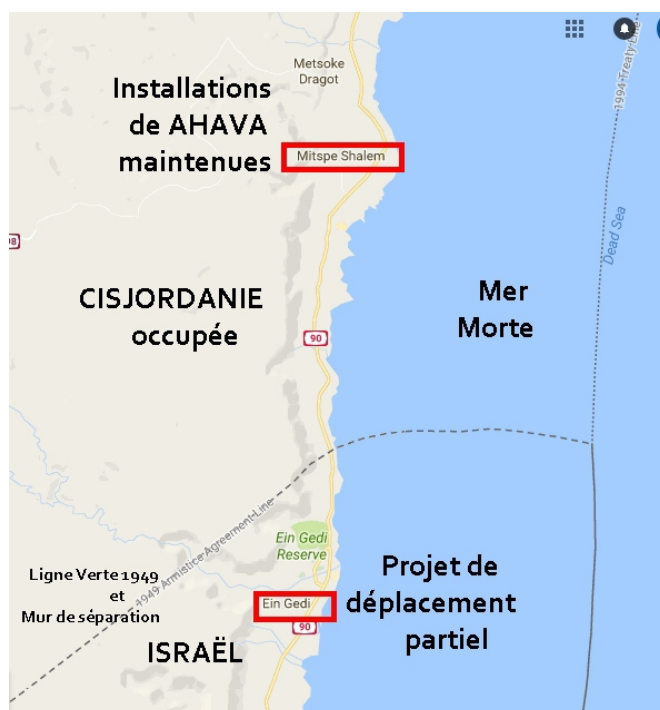 Metsoke
Dragot
Installations
de AHAVA
maintenues
Mitspe Shalem
1994 Treaty Line
Dead Sea
CISJORDANIE
occupée
Mer
Morte
90
Ein Gedi
Reserve
1949 Armistice Agreement Line
Ligne Verte 1949
et
Mur de séparation
Projet de
déplacement
partiel
Ein Gedi
90
ISRAËL